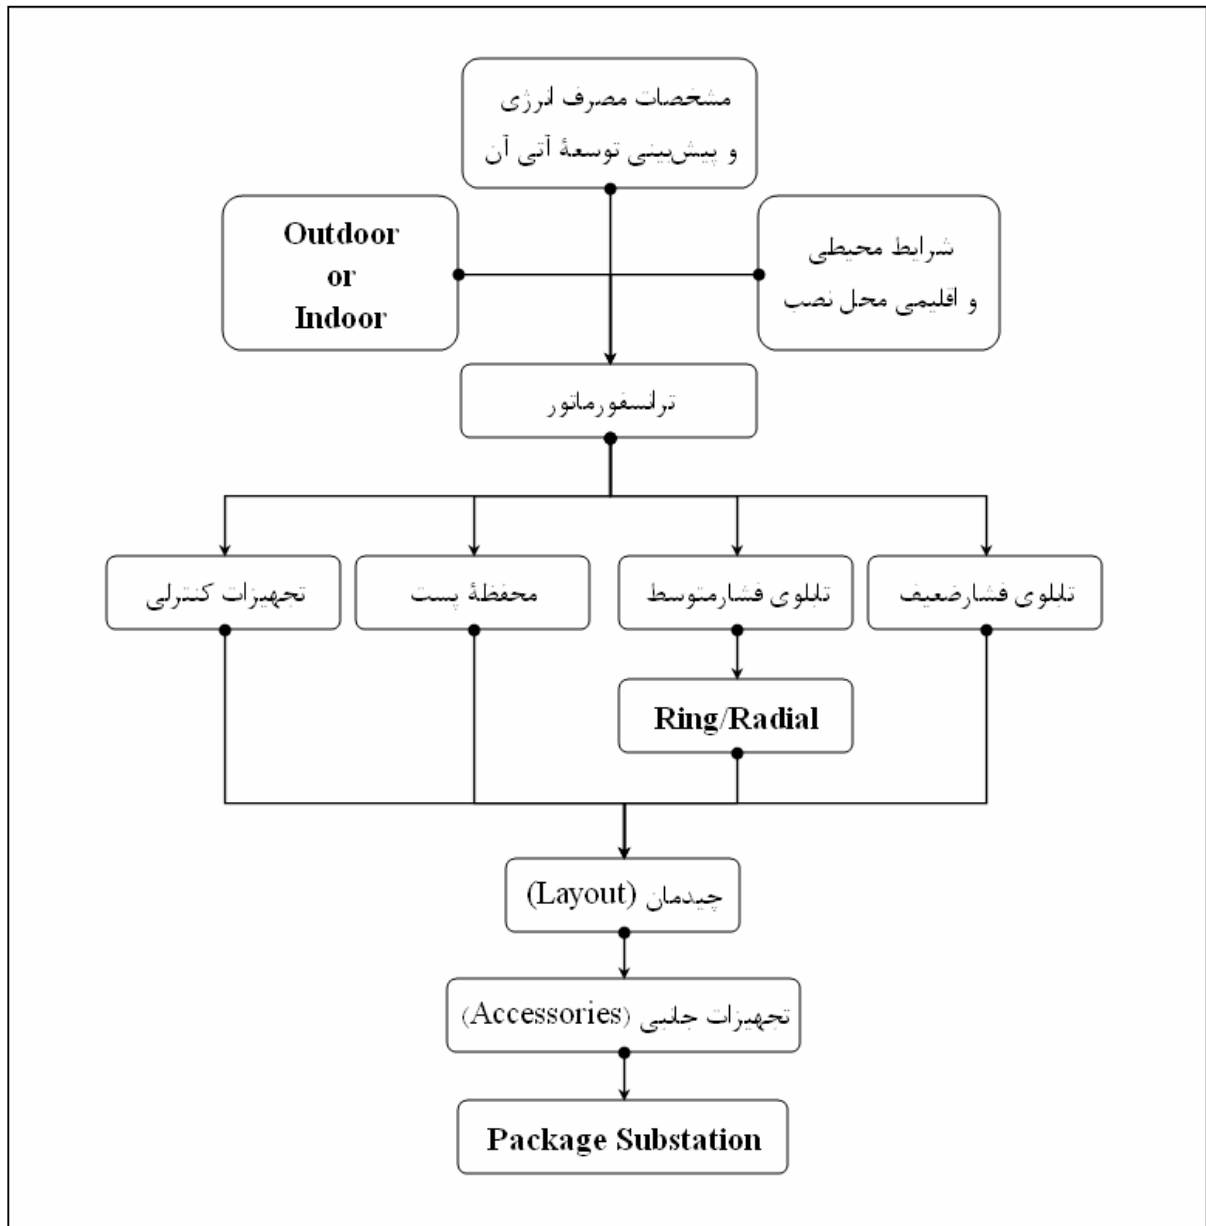 مشخصات مصرف انرژی
و پیش‌بینی توسعهٔ آتی آن
Outdoor
or
Indoor
شرایط محیطی
و اقلیمی محل نصب
ترانسفورماتور
تجهیزات کنترلی
محفظهٔ پست
تابلوی فشارمتوسط
تابلوی فشارضعیف
Ring/Radial
چیدمان (Layout)
تجهیزات جانبی (Accessories)
Package Substation